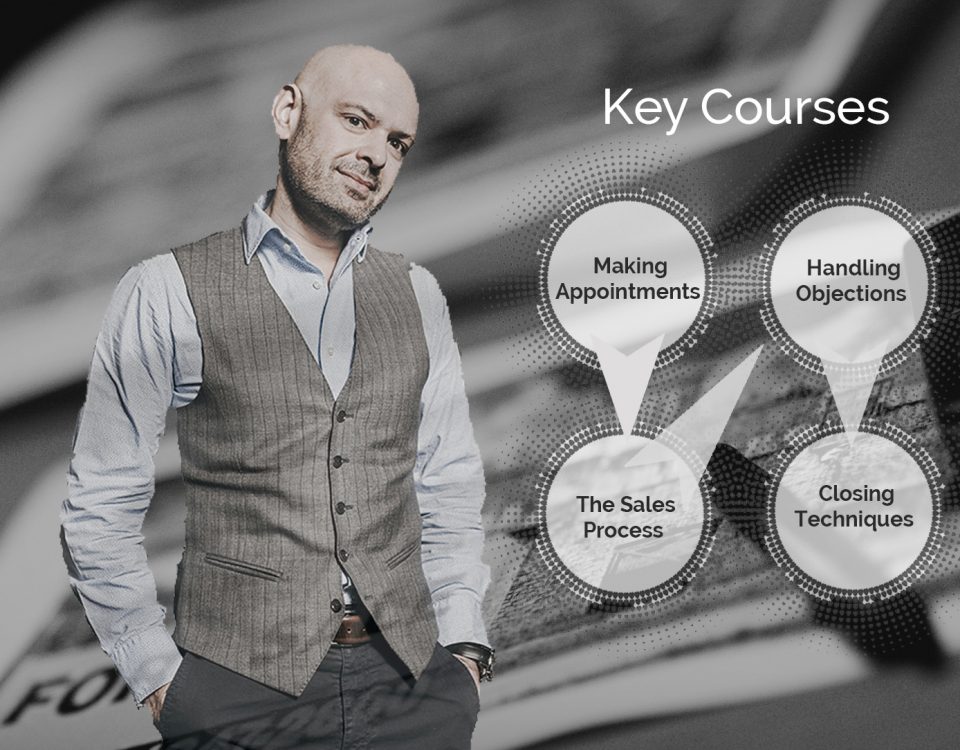 Key Courses
Making
Appointments
Handling
Objections
The Sales
Process
Closing
Techniques